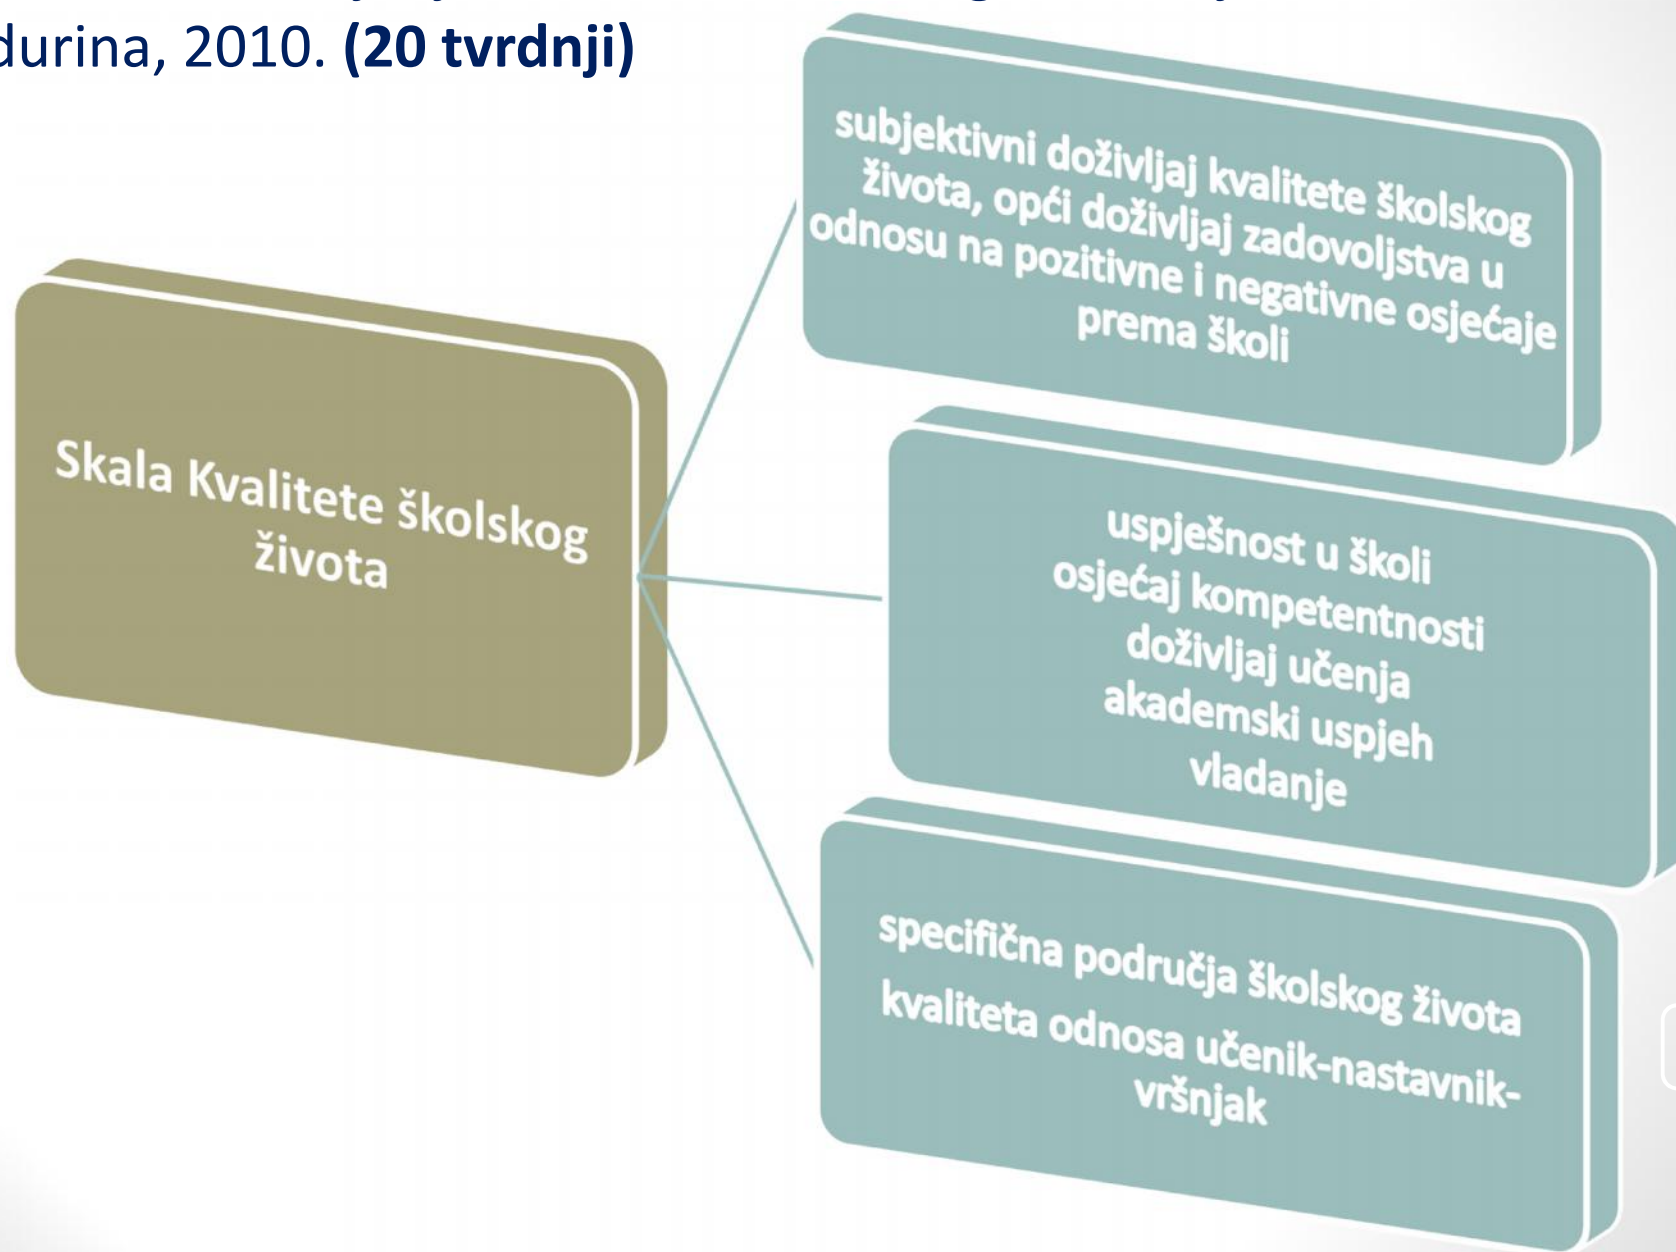 durina, 2010. (20 tvrdnji)
Skala Kvalitete školskog
života
subjektivni doživljaj kvalitete školskog
života, opći doživljaj zadovoljstva u
odnosu na pozitivne i negativne osjećaje
prema školi
uspješnost u školi
osjećaj kompetentnosti
doživljaj učenja
akademski uspjeh
vladanje
specifična područja školskog života
kvaliteta odnosa učenik-nastavnik-
vršnjak